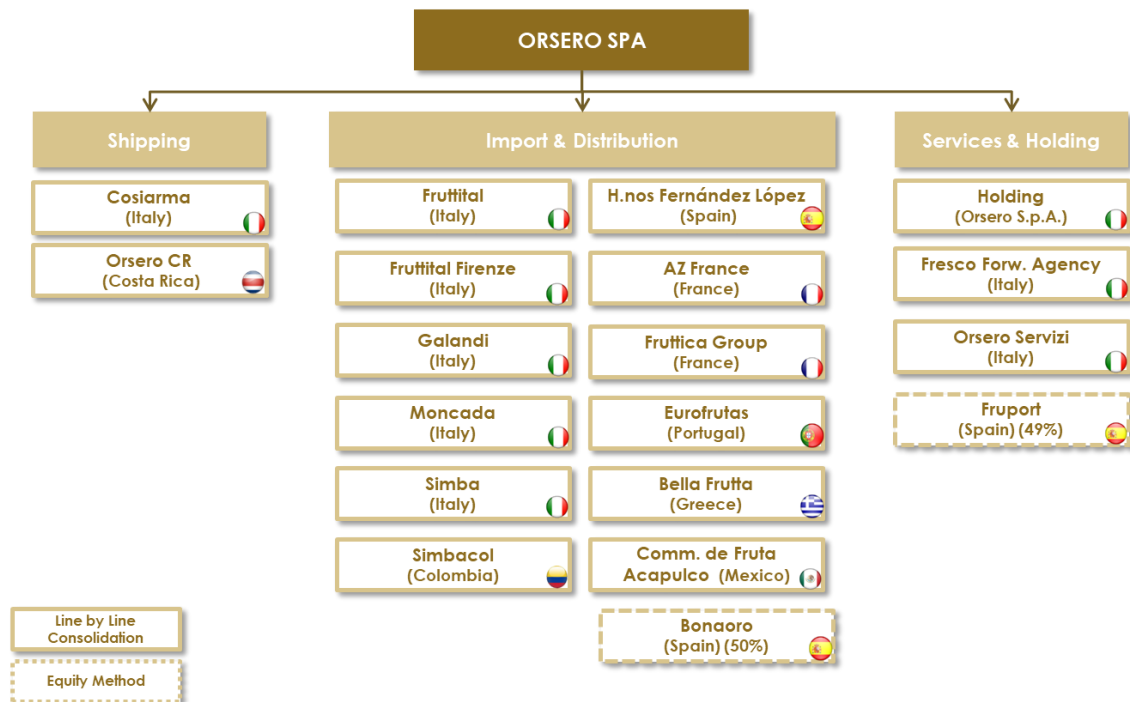 ORSERO SPA
Shipping
Import & Distribution
Services & Holding
Cosiarma
(Italy)
Orsero CR
(Costa Rica)
Fruttital
(Italy)
Fruttital Firenze
(Italy)
Galandi
(Italy)
Moncada
(Italy)
Simba
(Italy)
Simbacol
(Colombia)
H.nos Fernández López
(Spain)
AZ France
(France)
Fruttica Group
(France)
Eurofrutas
(Portugal)
Bella Frutta
(Greece)
Comm. de Fruta
Acapulco (Mexico)
Bonaoro
(Spain) (50%)
Holding
(Orsero S.p.A.)
Fresco Forw. Agency
(Italy)
Orsero Servizi
(Italy)
Fruport
(Spain) (49%)
Line by Line
Consolidation
Equify Method